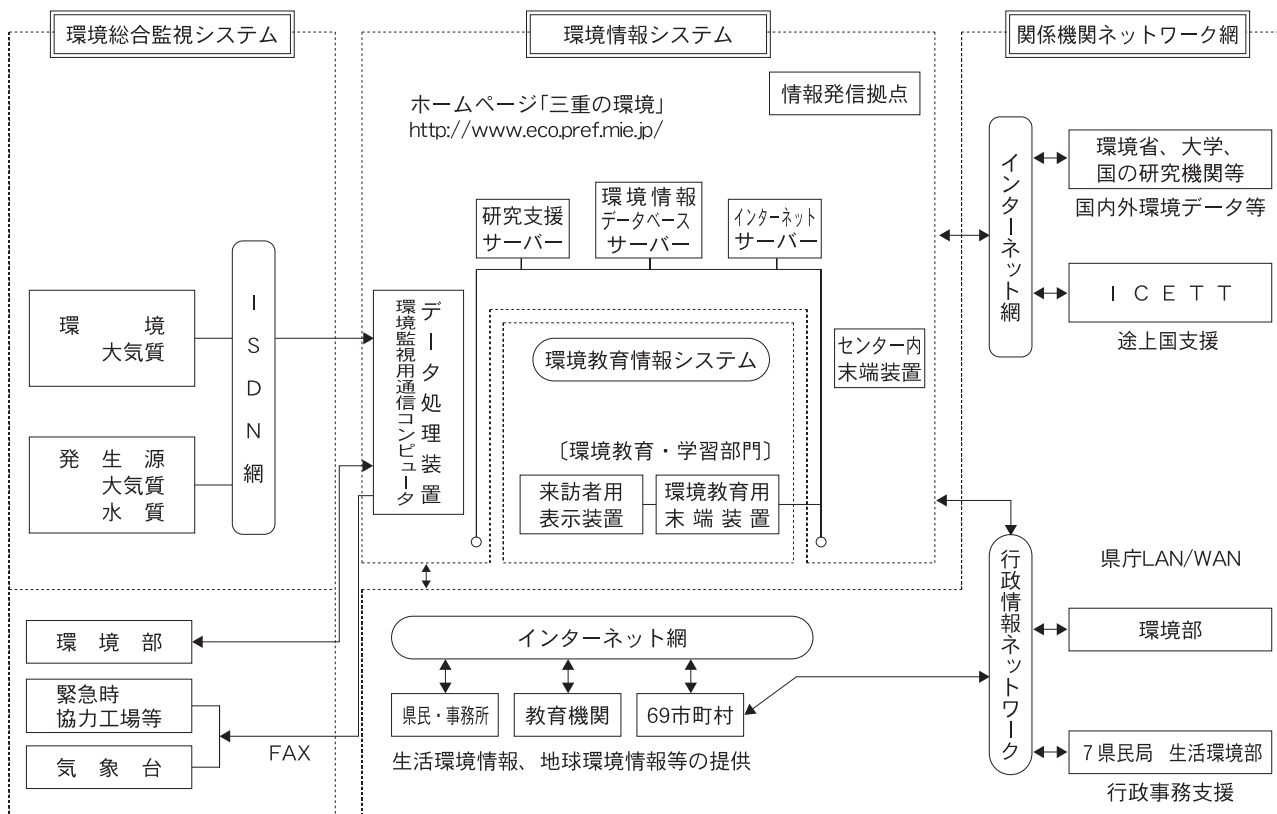 環境総合監視システム
環境情報システム
関係機関ネットワーク網
情報発信拠点
ホームページ「三重の環境」
http://www.eco.pref.mie.jp/
研究支援
サーバー
環境情報
データベース
サーバー
インターネット
サーバー
環境
大気質
発生源
大気質
水質
ISDN網
データ処理装置
環境監視用通信コンピュータ
環境教育情報システム
センター内
末端装置
〔環境教育・学習部門〕
来訪者用
表示装置
環境教育用
末端装置
インターネット網
環境省、大学、
国の研究機関等
国内外環境データ等
ICETT
途上国支援
環境部
緊急時
協力工場等
気象台
FAX
インターネット網
県民・事務所
教育機関
69市町村
生活環境情報、地球環境情報等の提供
行政情報ネットワーク
県庁LAN/WAN
環境部
7県民局 生活環境部
行政事務支援